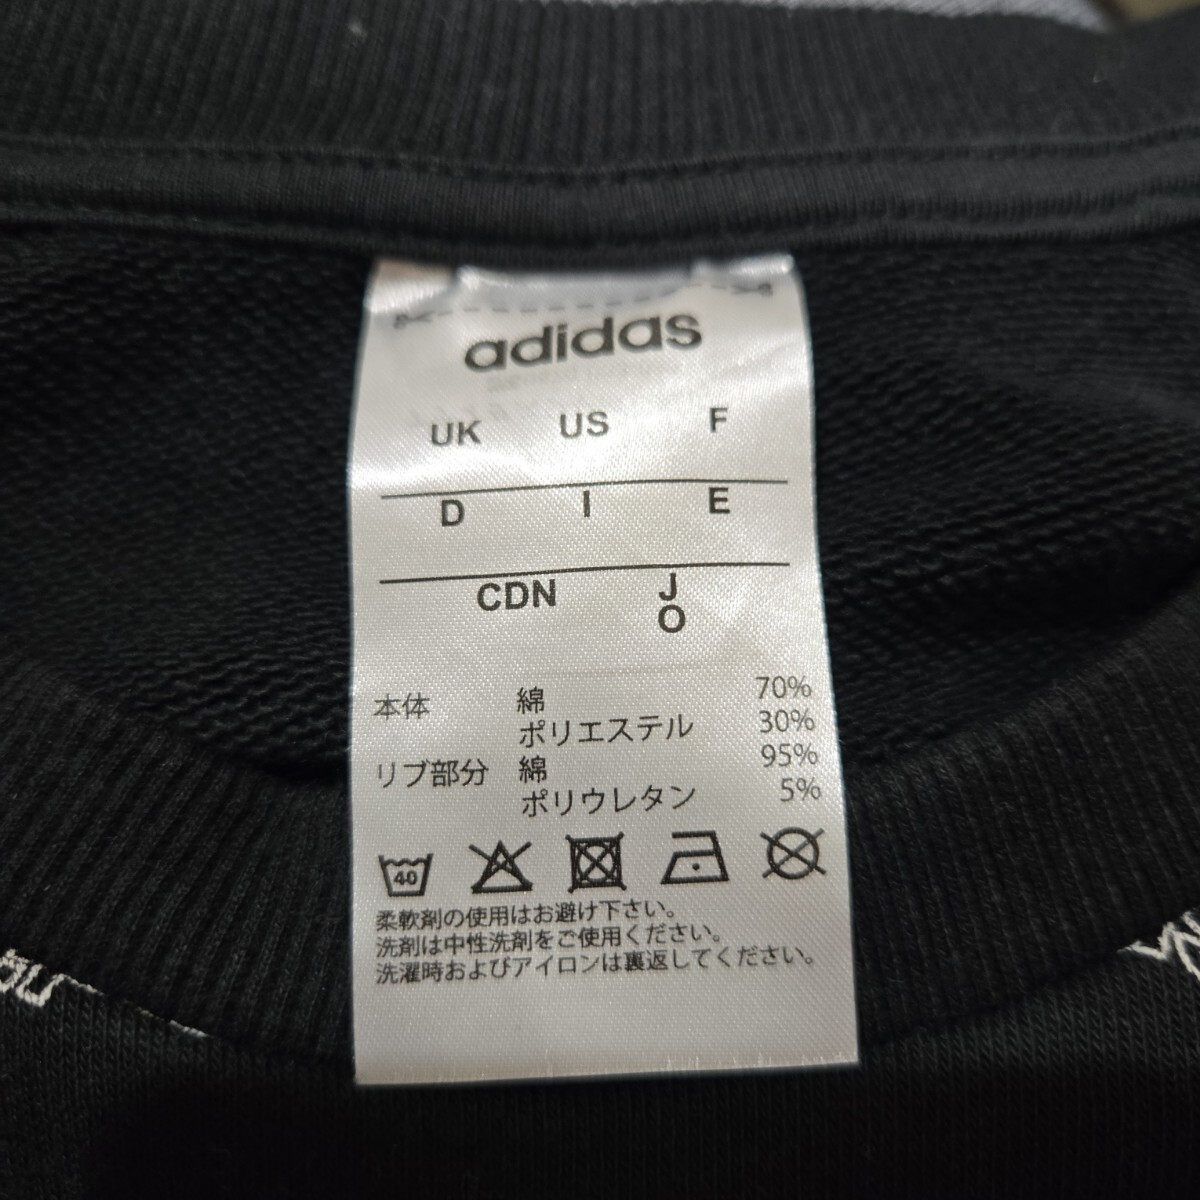 adidas
UK US F
D I E
CDN J
O
本体 綿 70%
ポリエステル 30%
リブ部分 綿 95%
ポリウレタン 5%
40
柔軟剤の使用はお避け下さい。
洗剤は中性洗剤をご使用ください。
洗濯時およびアイロンは裏返してください。